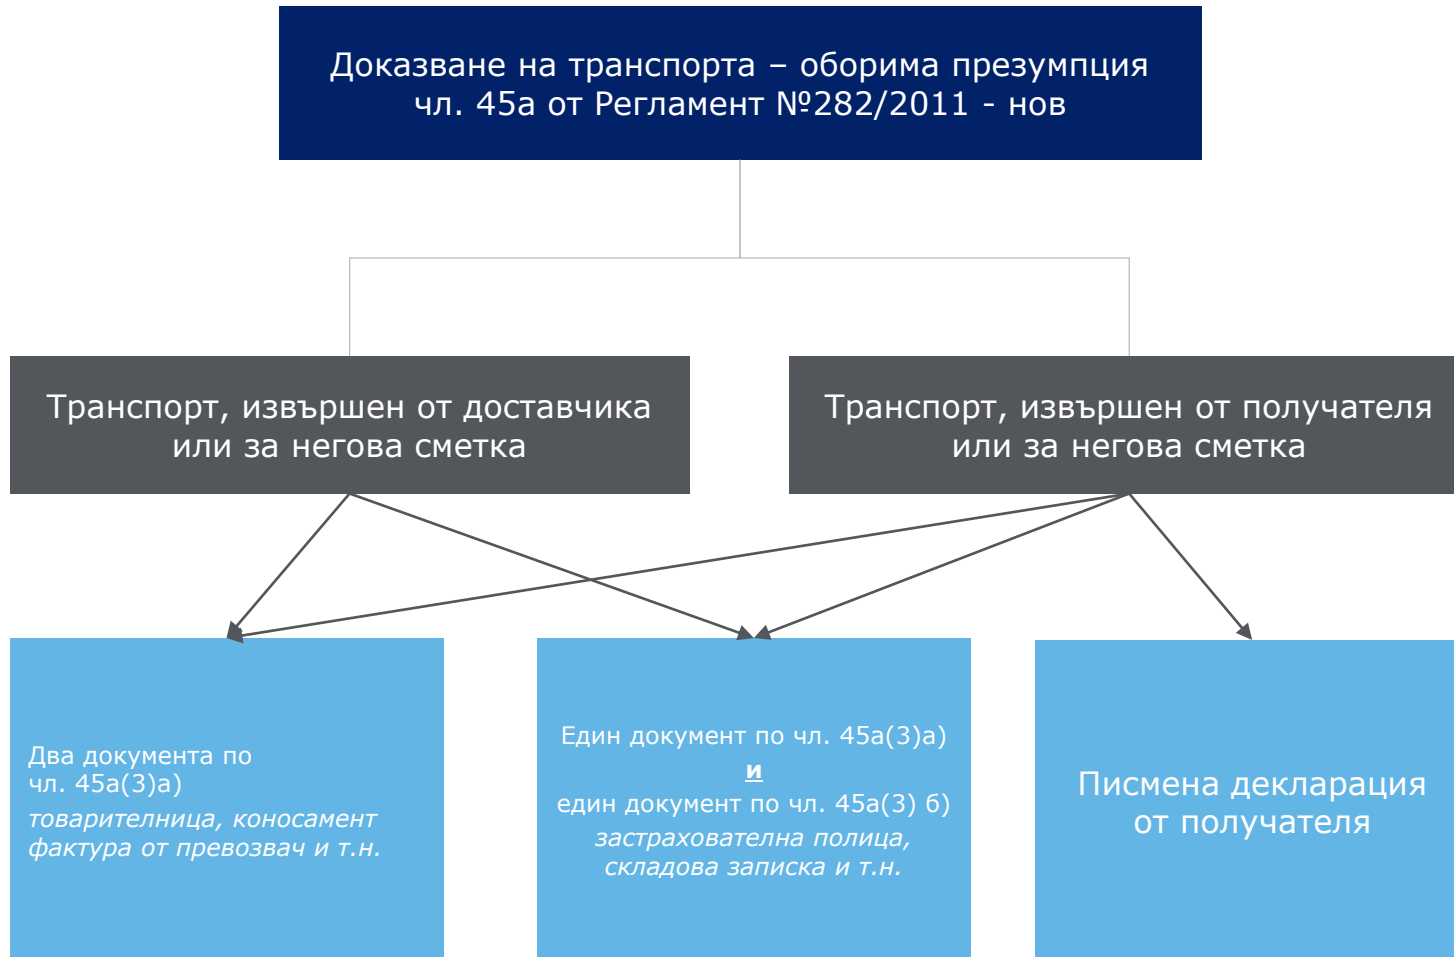 Доказване на транспорта – оборима презумпция
чл. 45а от Регламент №282/2011 - нов
Транспорт, извършен от доставчика
или за негова сметка
Транспорт, извършен от получателя
или за негова сметка
Два документа по
чл. 45а(3)а)
товарителница, коносамент
фактура от превозвач и т.н.
Един документ по чл. 45а(3)а)
и
един документ по чл. 45а(3) б)
застрахователна полица,
складова записка и т.н.
Писмена декларация
от получателя